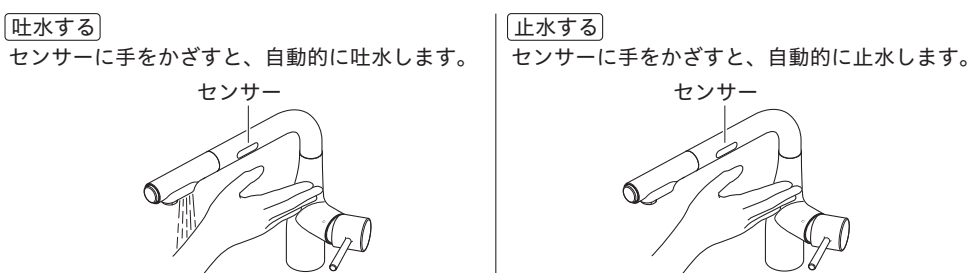 吐水する
センサーに手をかざすと、自動的に吐水します。
センサー
止水する
センサーに手をかざすと、自動的に止水します。
センサー